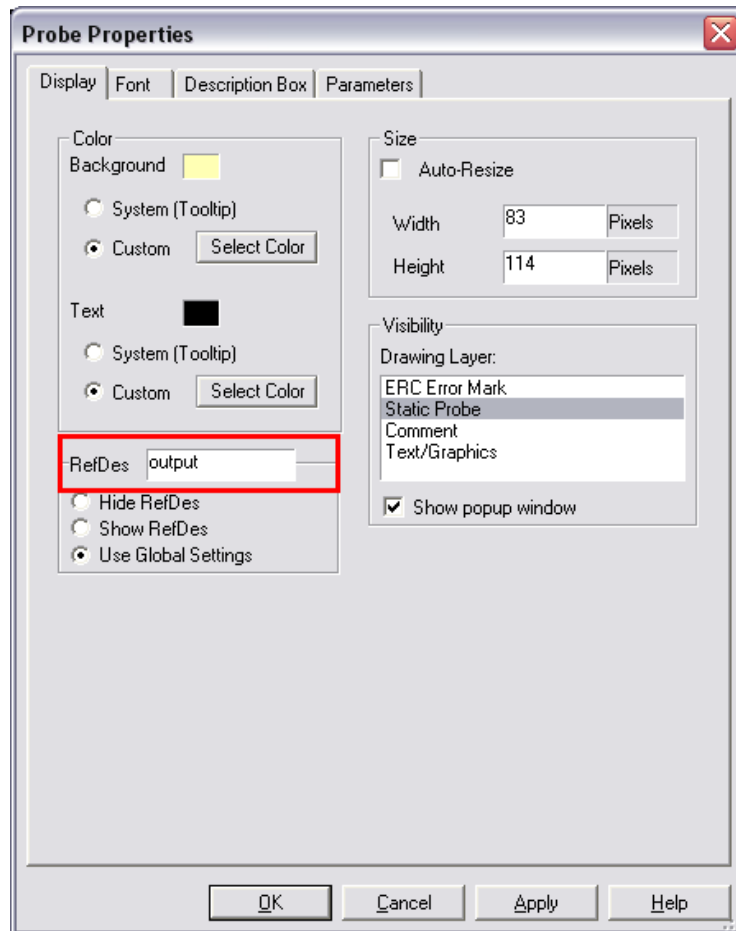 Probe Properties
Display Font Description Box Parameters
Color
Background
System (Tooltip)
Custom Select Color
Text
System (Tooltip)
Custom Select Color
RefDes output
Hide RefDes
Show RefDes
Use Global Settings
Size
Auto-Resize
Width 83 Pixels
Height 114 Pixels
Visibility
Drawing Layer:
ERC Error Mark
Static Probe
Comment
Text/Graphics
Show popup window
OK Cancel Apply Help